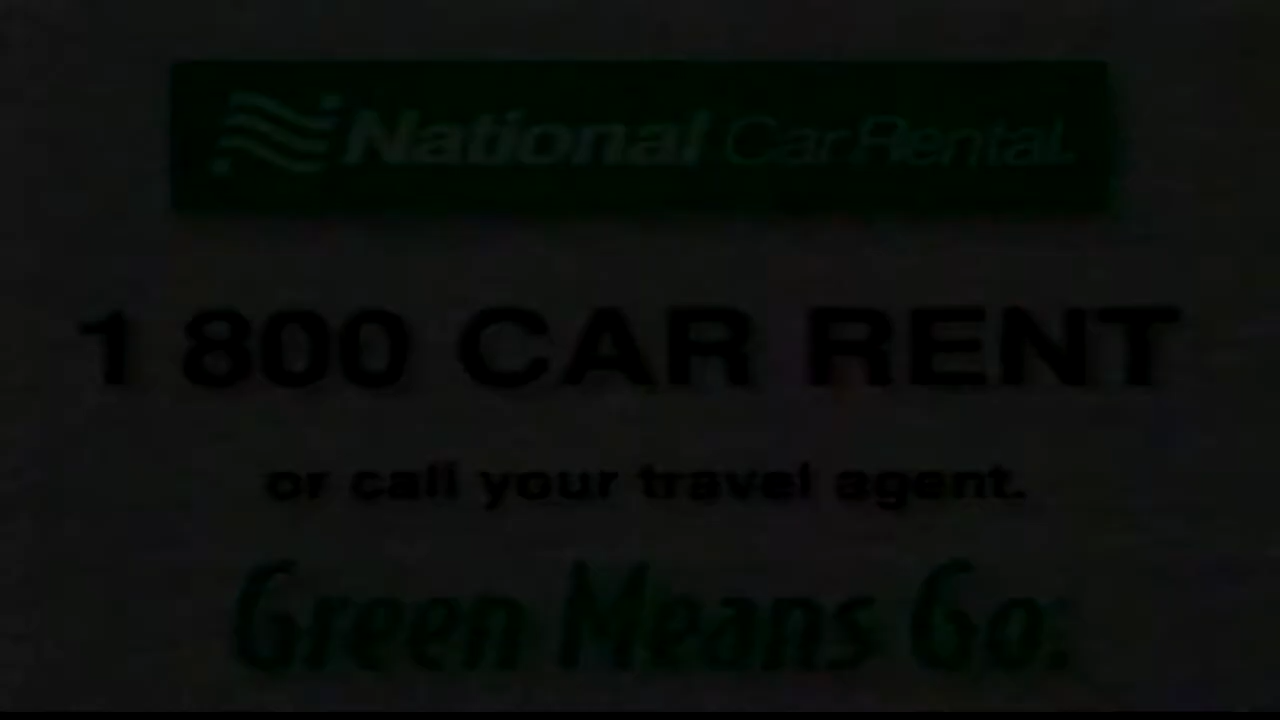 National Car Rental
1 800 CAR RENT
or call your travel agent.
Green Means Go.